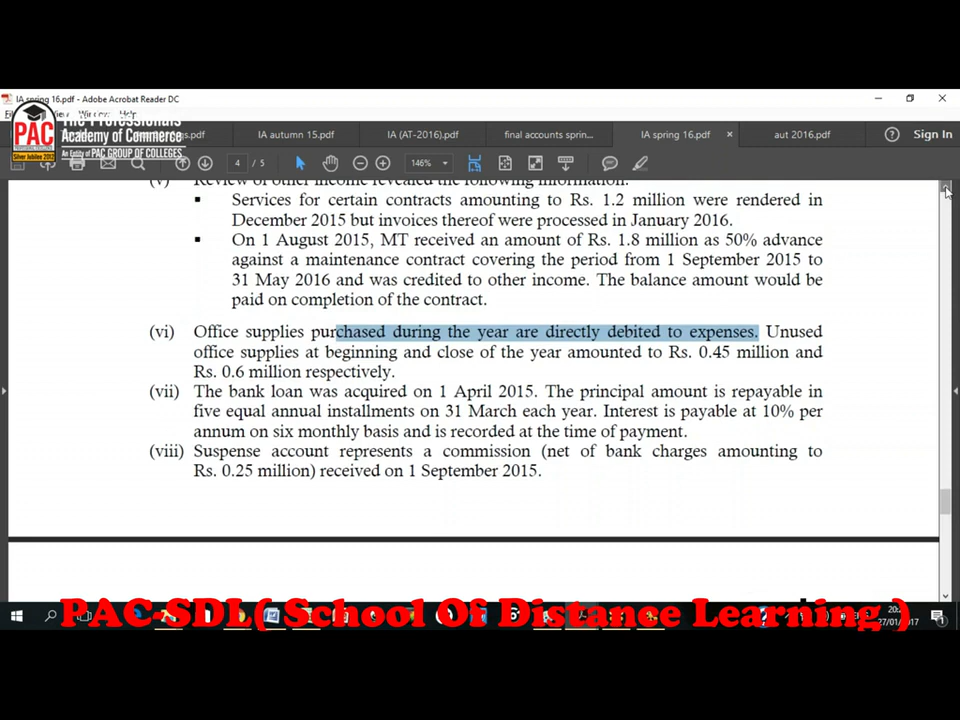 IA spring 16.pdf - Adobe Acrobat Reader DC
Window Help
PAC
Silver Jubilee 2015
The Professionals
Academy of Commerce
An Entity of PAC GROUP OF COLLEGES
.pdf IA autumn 15.pdf IA (AT-2016).pdf final accounts sprin... IA spring 16.pdf × aut 2016.pdf Sign In
4 / 5 146%
(v) Review of other income revealed the following information:
▪ Services for certain contracts amounting to Rs. 1.2 million were rendered in
December 2015 but invoices thereof were processed in January 2016.
▪ On 1 August 2015, MT received an amount of Rs. 1.8 million as 50% advance
against a maintenance contract covering the period from 1 September 2015 to
31 May 2016 and was credited to other income. The balance amount would be
paid on completion of the contract.
(vi) Office supplies purchased during the year are directly debited to expenses. Unused
office supplies at beginning and close of the year amounted to Rs. 0.45 million and
Rs. 0.6 million respectively.
(vii) The bank loan was acquired on 1 April 2015. The principal amount is repayable in
five equal annual installments on 31 March each year. Interest is payable at 10% per
annum on six monthly basis and is recorded at the time of payment.
(viii) Suspense account represents a commission (net of bank charges amounting to
Rs. 0.25 million) received on 1 September 2015.
PAC-SDL( School Of Distance Learning )
27/01/2017